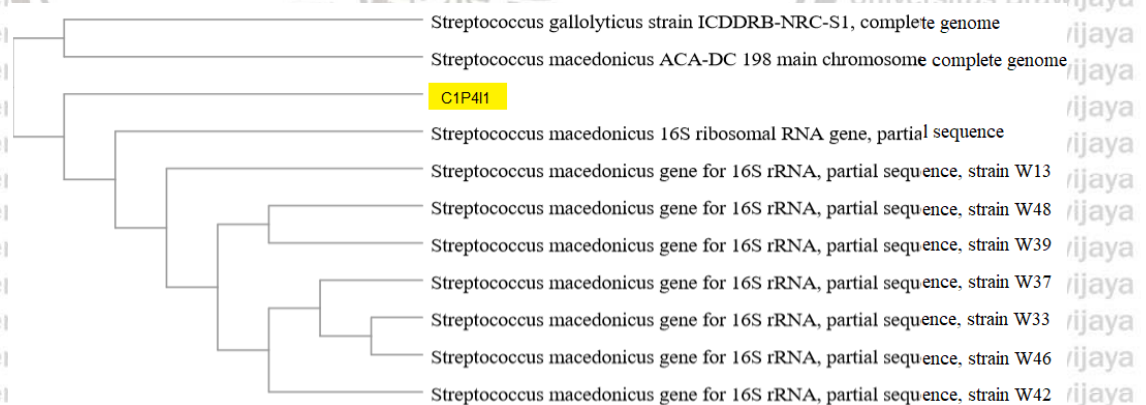 Streptococcus gallolyticus strain ICDDRB-NRC-S1, complete genome
Streptococcus macedonicus ACA-DC 198 main chromosome complete genome
C1P4I1
Streptococcus macedonicus 16S ribosomal RNA gene, partial sequence
Streptococcus macedonicus gene for 16S rRNA, partial sequence, strain W13
Streptococcus macedonicus gene for 16S rRNA, partial sequence, strain W48
Streptococcus macedonicus gene for 16S rRNA, partial sequence, strain W39
Streptococcus macedonicus gene for 16S rRNA, partial sequence, strain W37
Streptococcus macedonicus gene for 16S rRNA, partial sequence, strain W33
Streptococcus macedonicus gene for 16S rRNA, partial sequence, strain W46
Streptococcus macedonicus gene for 16S rRNA, partial sequence, strain W42